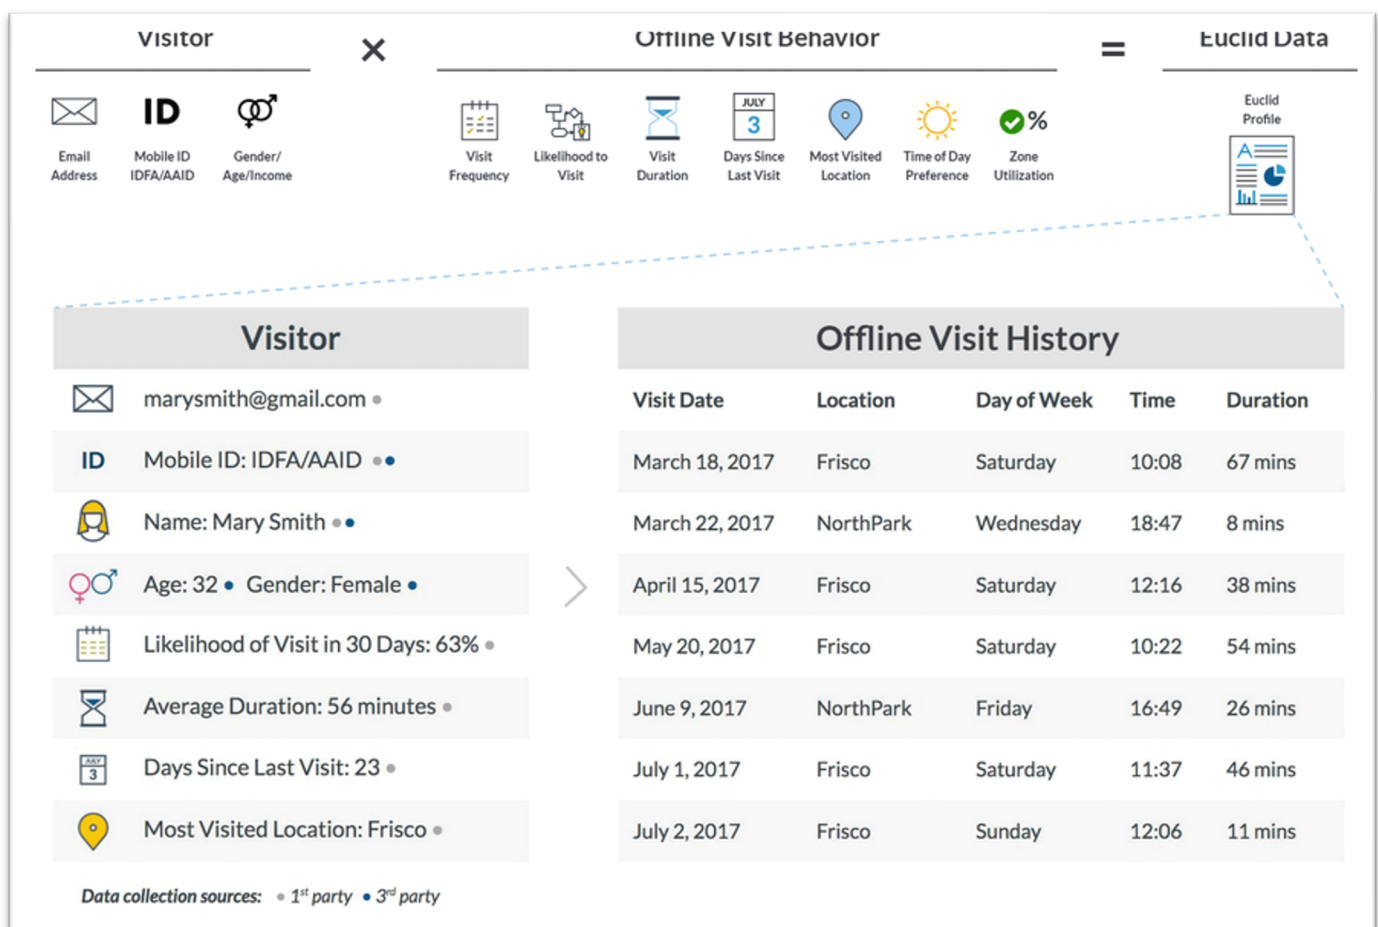 Visitor
×
Offline Visit Behavior
=
Euclid Data
Email
Address
ID
Mobile ID
IDFA/AAID
Gender/
Age/Income
Visit
Frequency
Likelihood to
Visit
Visit
Duration
JULY
3
Days Since
Last Visit
Most Visited
Location
Time of Day
Preference
%
Zone
Utilization
Euclid
Profile
A
Visitor
marysmith@gmail.com
ID Mobile ID: IDFA/AAID
Name: Mary Smith
Age: 32 Gender: Female
Likelihood of Visit in 30 Days: 63%
Average Duration: 56 minutes
JULY
3
Days Since Last Visit: 23
Most Visited Location: Frisco
Data collection sources: 1st party 3rd party
Offline Visit History
Visit Date Location Day of Week Time Duration
March 18, 2017 Frisco Saturday 10:08 67 mins
March 22, 2017 NorthPark Wednesday 18:47 8 mins
April 15, 2017 Frisco Saturday 12:16 38 mins
May 20, 2017 Frisco Saturday 10:22 54 mins
June 9, 2017 NorthPark Friday 16:49 26 mins
July 1, 2017 Frisco Saturday 11:37 46 mins
July 2, 2017 Frisco Sunday 12:06 11 mins